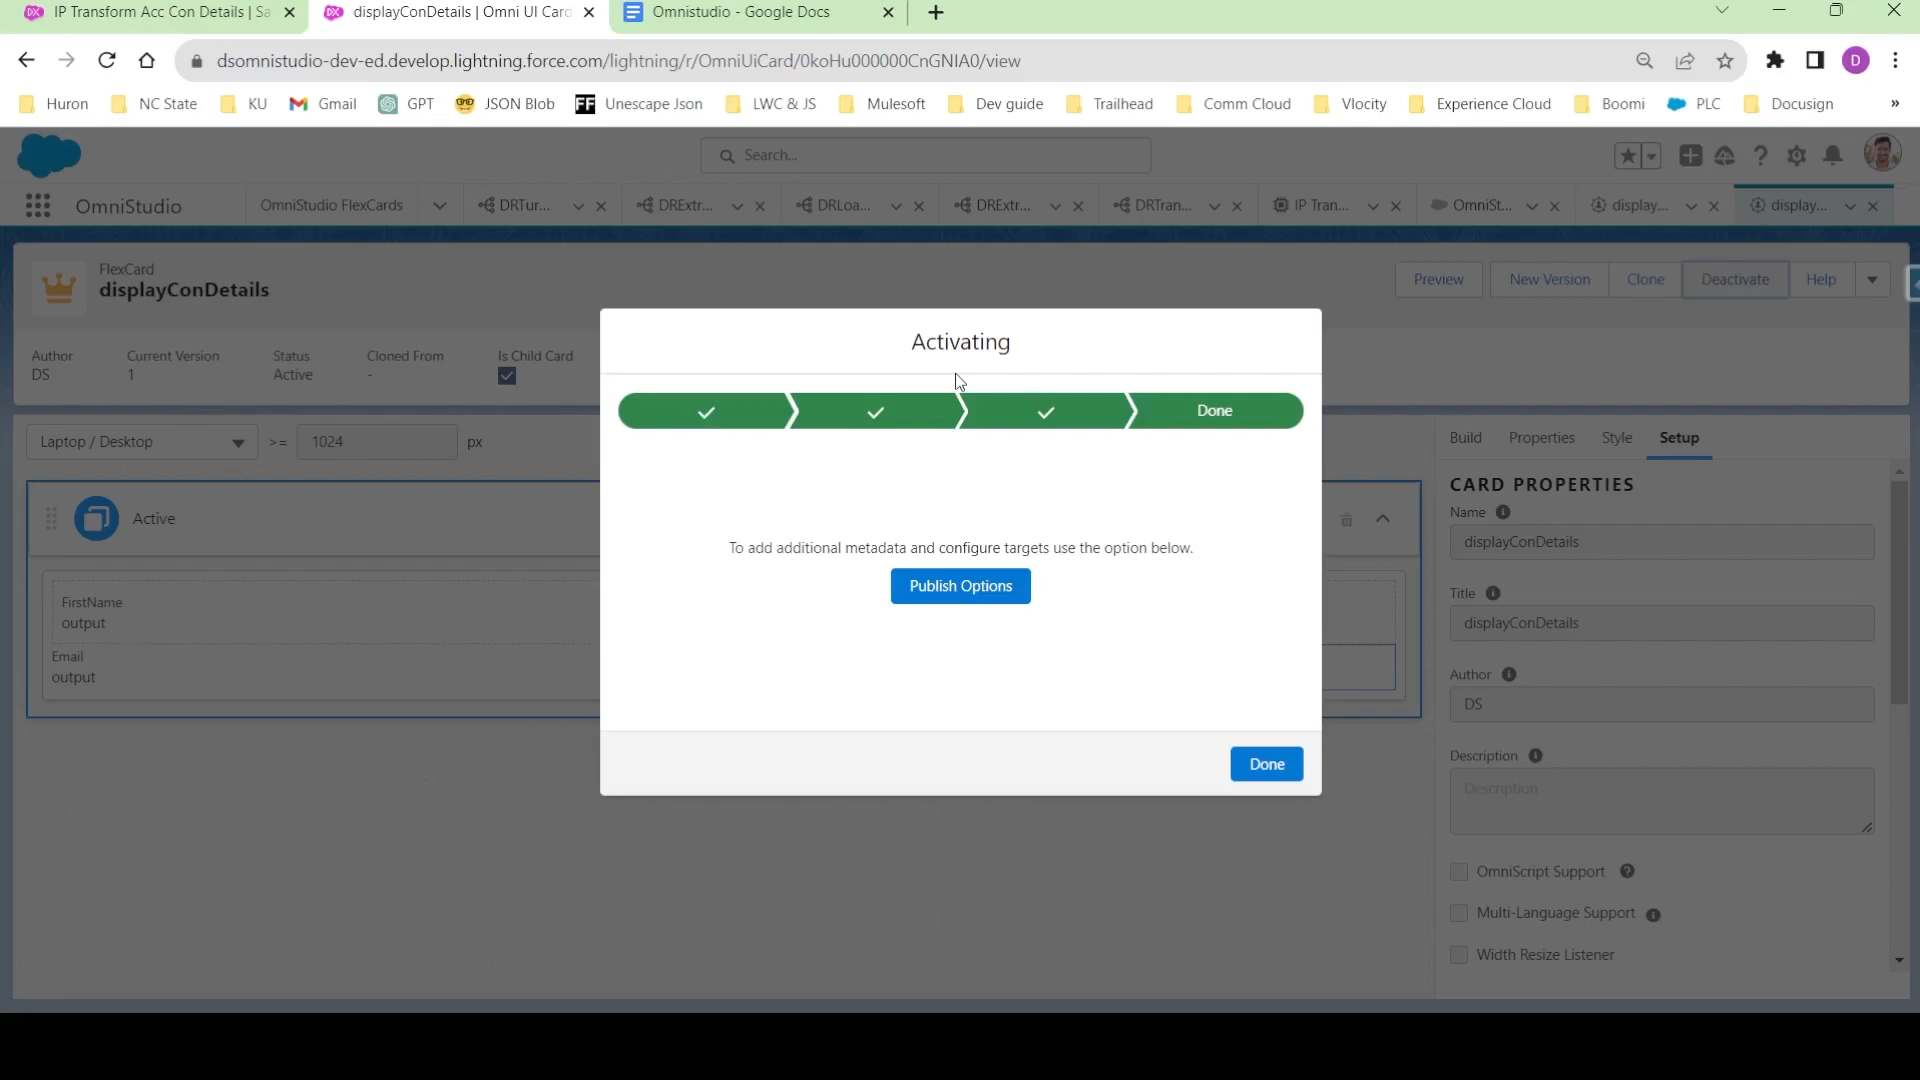 IP Transform Acc Con Details | Sa
displayConDetails | Omni UI Card
Omnistudio - Google Docs
dsomnistudio-dev-ed.develop.lightning.force.com/lightning/r/OmniUiCard/0koHu000000CnGNIA0/view
D
Huron
NC State
KU
Gmail
GPT
JSON Blob
FF Unescape Json
LWC & JS
Mulesoft
Dev guide
Trailhead
Comm Cloud
Vlocity
Experience Cloud
Boomi
PLC
Docusign
»
Search...
OmniStudio
OmniStudio FlexCards
DRTur...
DRExtr...
DRLoa...
DRExtr...
DRTran...
IP Tran...
OmniSt...
display...
display...
FlexCard
displayConDetails
Preview
New Version
Clone
Deactivate
Help
Author
DS
Current Version
1
Status
Active
Cloned From
-
Is Child Card
Activating
Done
To add additional metadata and configure targets use the option below.
Publish Options
Done
Laptop / Desktop
>=
1024
px
Active
FirstName
output
Email
output
Build
Properties
Style
Setup
CARD PROPERTIES
Name
displayConDetails
Title
displayConDetails
Author
DS
Description
Description
OmniScript Support
Multi-Language Support
Width Resize Listener